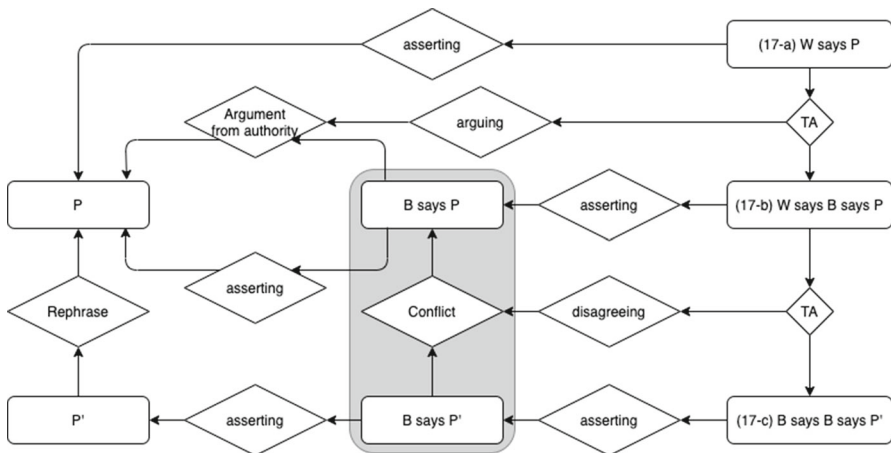 asserting
(17-a) W says P
Argument
from authority
arguing
TA
P
B says P
asserting
(17-b) W says B says P
asserting
Rephrase
Conflict
disagreeing
TA
P'
asserting
B says P'
asserting
(17-c) B says B says P'